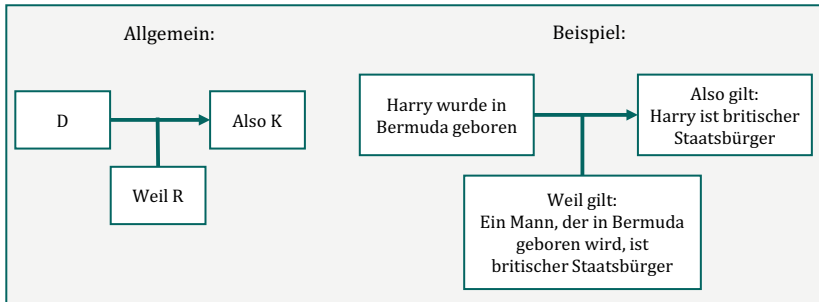 Allgemein:
D
Also K
Weil R
Beispiel:
Harry wurde in
Bermuda geboren
Also gilt:
Harry ist britischer
Staatsbürger
Weil gilt:
Ein Mann, der in Bermuda
geboren wird, ist
britischer Staatsbürger